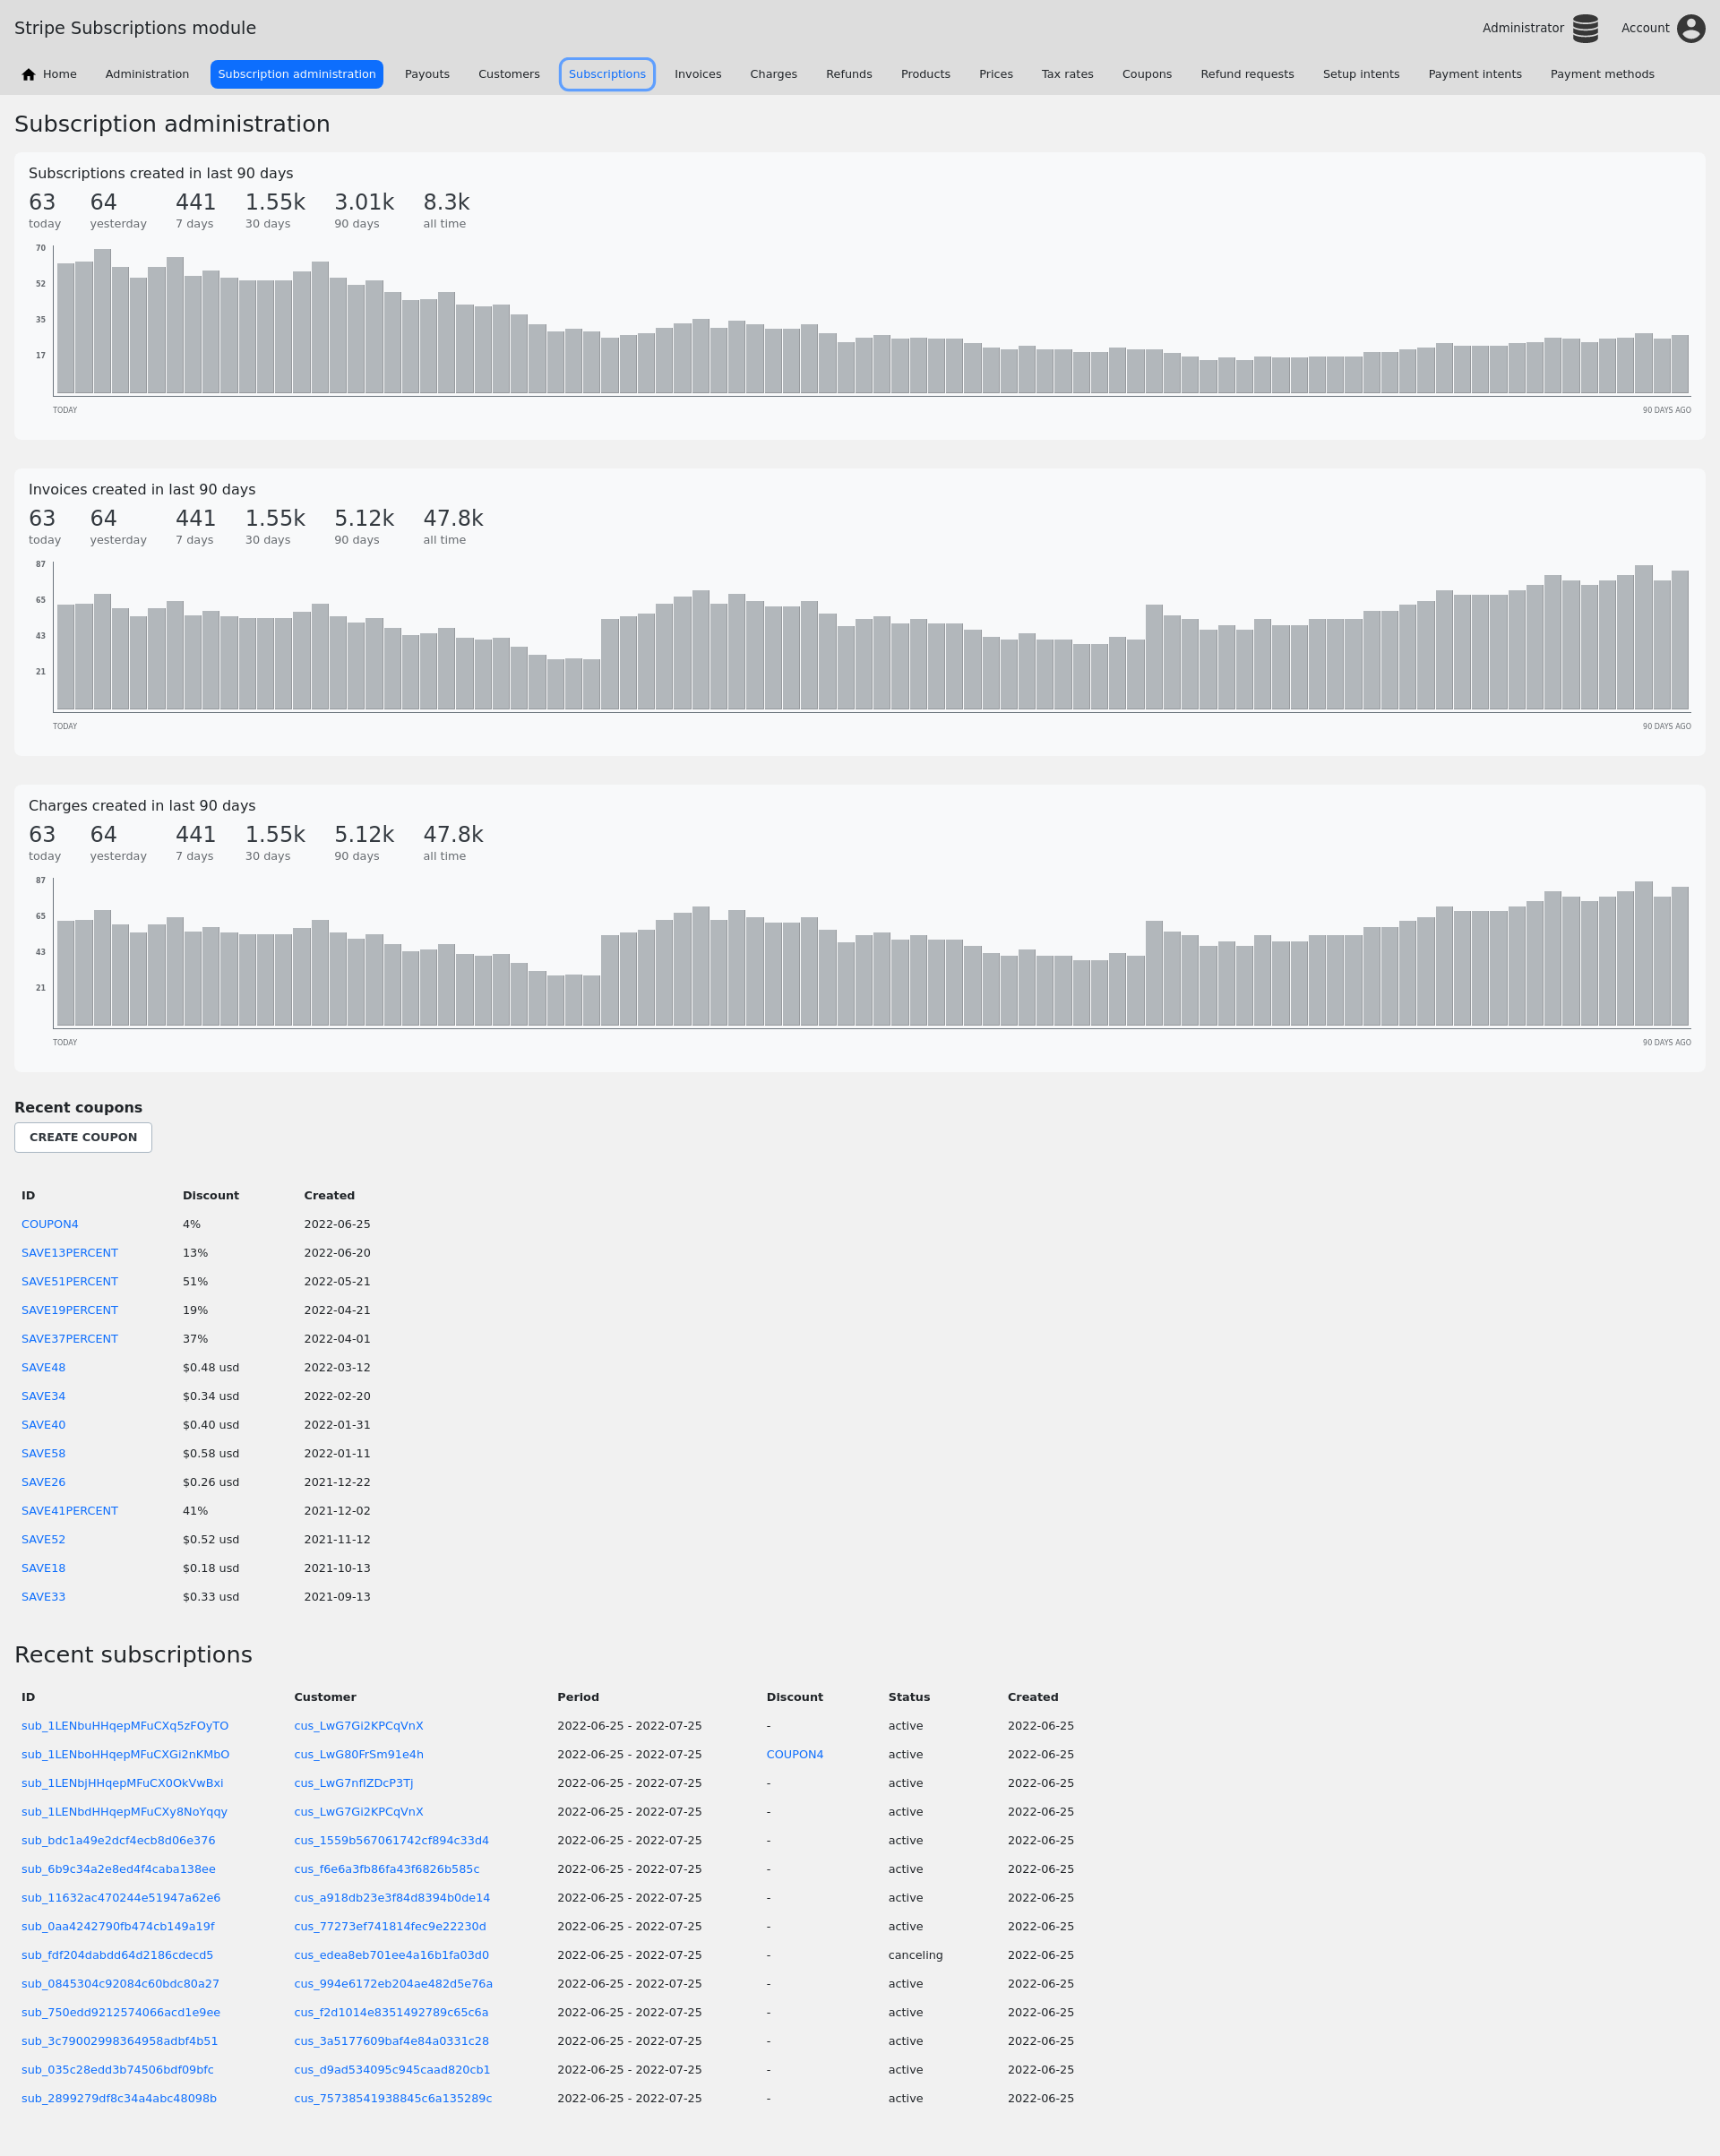 Stripe Subscriptions module
Administrator Account
Home Administration Subscription administration Payouts Customers Subscriptions Invoices Charges Refunds Products Prices Tax rates Coupons Refund requests Setup intents Payment intents Payment methods
Subscription administration
Subscriptions created in last 90 days
63 64 441 1.55k 3.01k 8.3k
today yesterday 7 days 30 days 90 days all time
70
52
35
17
TODAY 90 DAYS AGO
Invoices created in last 90 days
63 64 441 1.55k 5.12k 47.8k
today yesterday 7 days 30 days 90 days all time
87
65
43
21
TODAY 90 DAYS AGO
Charges created in last 90 days
63 64 441 1.55k 5.12k 47.8k
today yesterday 7 days 30 days 90 days all time
87
65
43
21
TODAY 90 DAYS AGO
Recent coupons
CREATE COUPON
ID Discount Created
COUPON4 4% 2022-06-25
SAVE13PERCENT 13% 2022-06-20
SAVE51PERCENT 51% 2022-05-21
SAVE19PERCENT 19% 2022-04-21
SAVE37PERCENT 37% 2022-04-01
SAVE48 $0.48 usd 2022-03-12
SAVE34 $0.34 usd 2022-02-20
SAVE40 $0.40 usd 2022-01-31
SAVE58 $0.58 usd 2022-01-11
SAVE26 $0.26 usd 2021-12-22
SAVE41PERCENT 41% 2021-12-02
SAVE52 $0.52 usd 2021-11-12
SAVE18 $0.18 usd 2021-10-13
SAVE33 $0.33 usd 2021-09-13
Recent subscriptions
ID Customer Period Discount Status Created
sub_1LENbuHHqepMFuCXq5zFOyTO cus_LwG7Gi2KPCqVnX 2022-06-25 - 2022-07-25 - active 2022-06-25
sub_1LENboHHqepMFuCXGi2nKMbO cus_LwG80FrSm91e4h 2022-06-25 - 2022-07-25 COUPON4 active 2022-06-25
sub_1LENbjHHqepMFuCX0OkVwBxi cus_LwG7nfIZDcP3Tj 2022-06-25 - 2022-07-25 - active 2022-06-25
sub_1LENbdHHqepMFuCXy8NoYqqy cus_LwG7Gi2KPCqVnX 2022-06-25 - 2022-07-25 - active 2022-06-25
sub_bdc1a49e2dcf4ecb8d06e376 cus_1559b567061742cf894c33d4 2022-06-25 - 2022-07-25 - active 2022-06-25
sub_6b9c34a2e8ed4f4caba138ee cus_f6e6a3fb86fa43f6826b585c 2022-06-25 - 2022-07-25 - active 2022-06-25
sub_11632ac470244e51947a62e6 cus_a918db23e3f84d8394b0de14 2022-06-25 - 2022-07-25 - active 2022-06-25
sub_0aa4242790fb474cb149a19f cus_77273ef741814fec9e22230d 2022-06-25 - 2022-07-25 - active 2022-06-25
sub_fdf204dabdd64d2186cdecd5 cus_edea8eb701ee4a16b1fa03d0 2022-06-25 - 2022-07-25 - canceling 2022-06-25
sub_0845304c92084c60bdc80a27 cus_994e6172eb204ae482d5e76a 2022-06-25 - 2022-07-25 - active 2022-06-25
sub_750edd9212574066acd1e9ee cus_f2d1014e8351492789c65c6a 2022-06-25 - 2022-07-25 - active 2022-06-25
sub_3c79002998364958adbf4b51 cus_3a5177609baf4e84a0331c28 2022-06-25 - 2022-07-25 - active 2022-06-25
sub_035c28edd3b74506bdf09bfc cus_d9ad534095c945caad820cb1 2022-06-25 - 2022-07-25 - active 2022-06-25
sub_2899279df8c34a4abc48098b cus_75738541938845c6a135289c 2022-06-25 - 2022-07-25 - active 2022-06-25